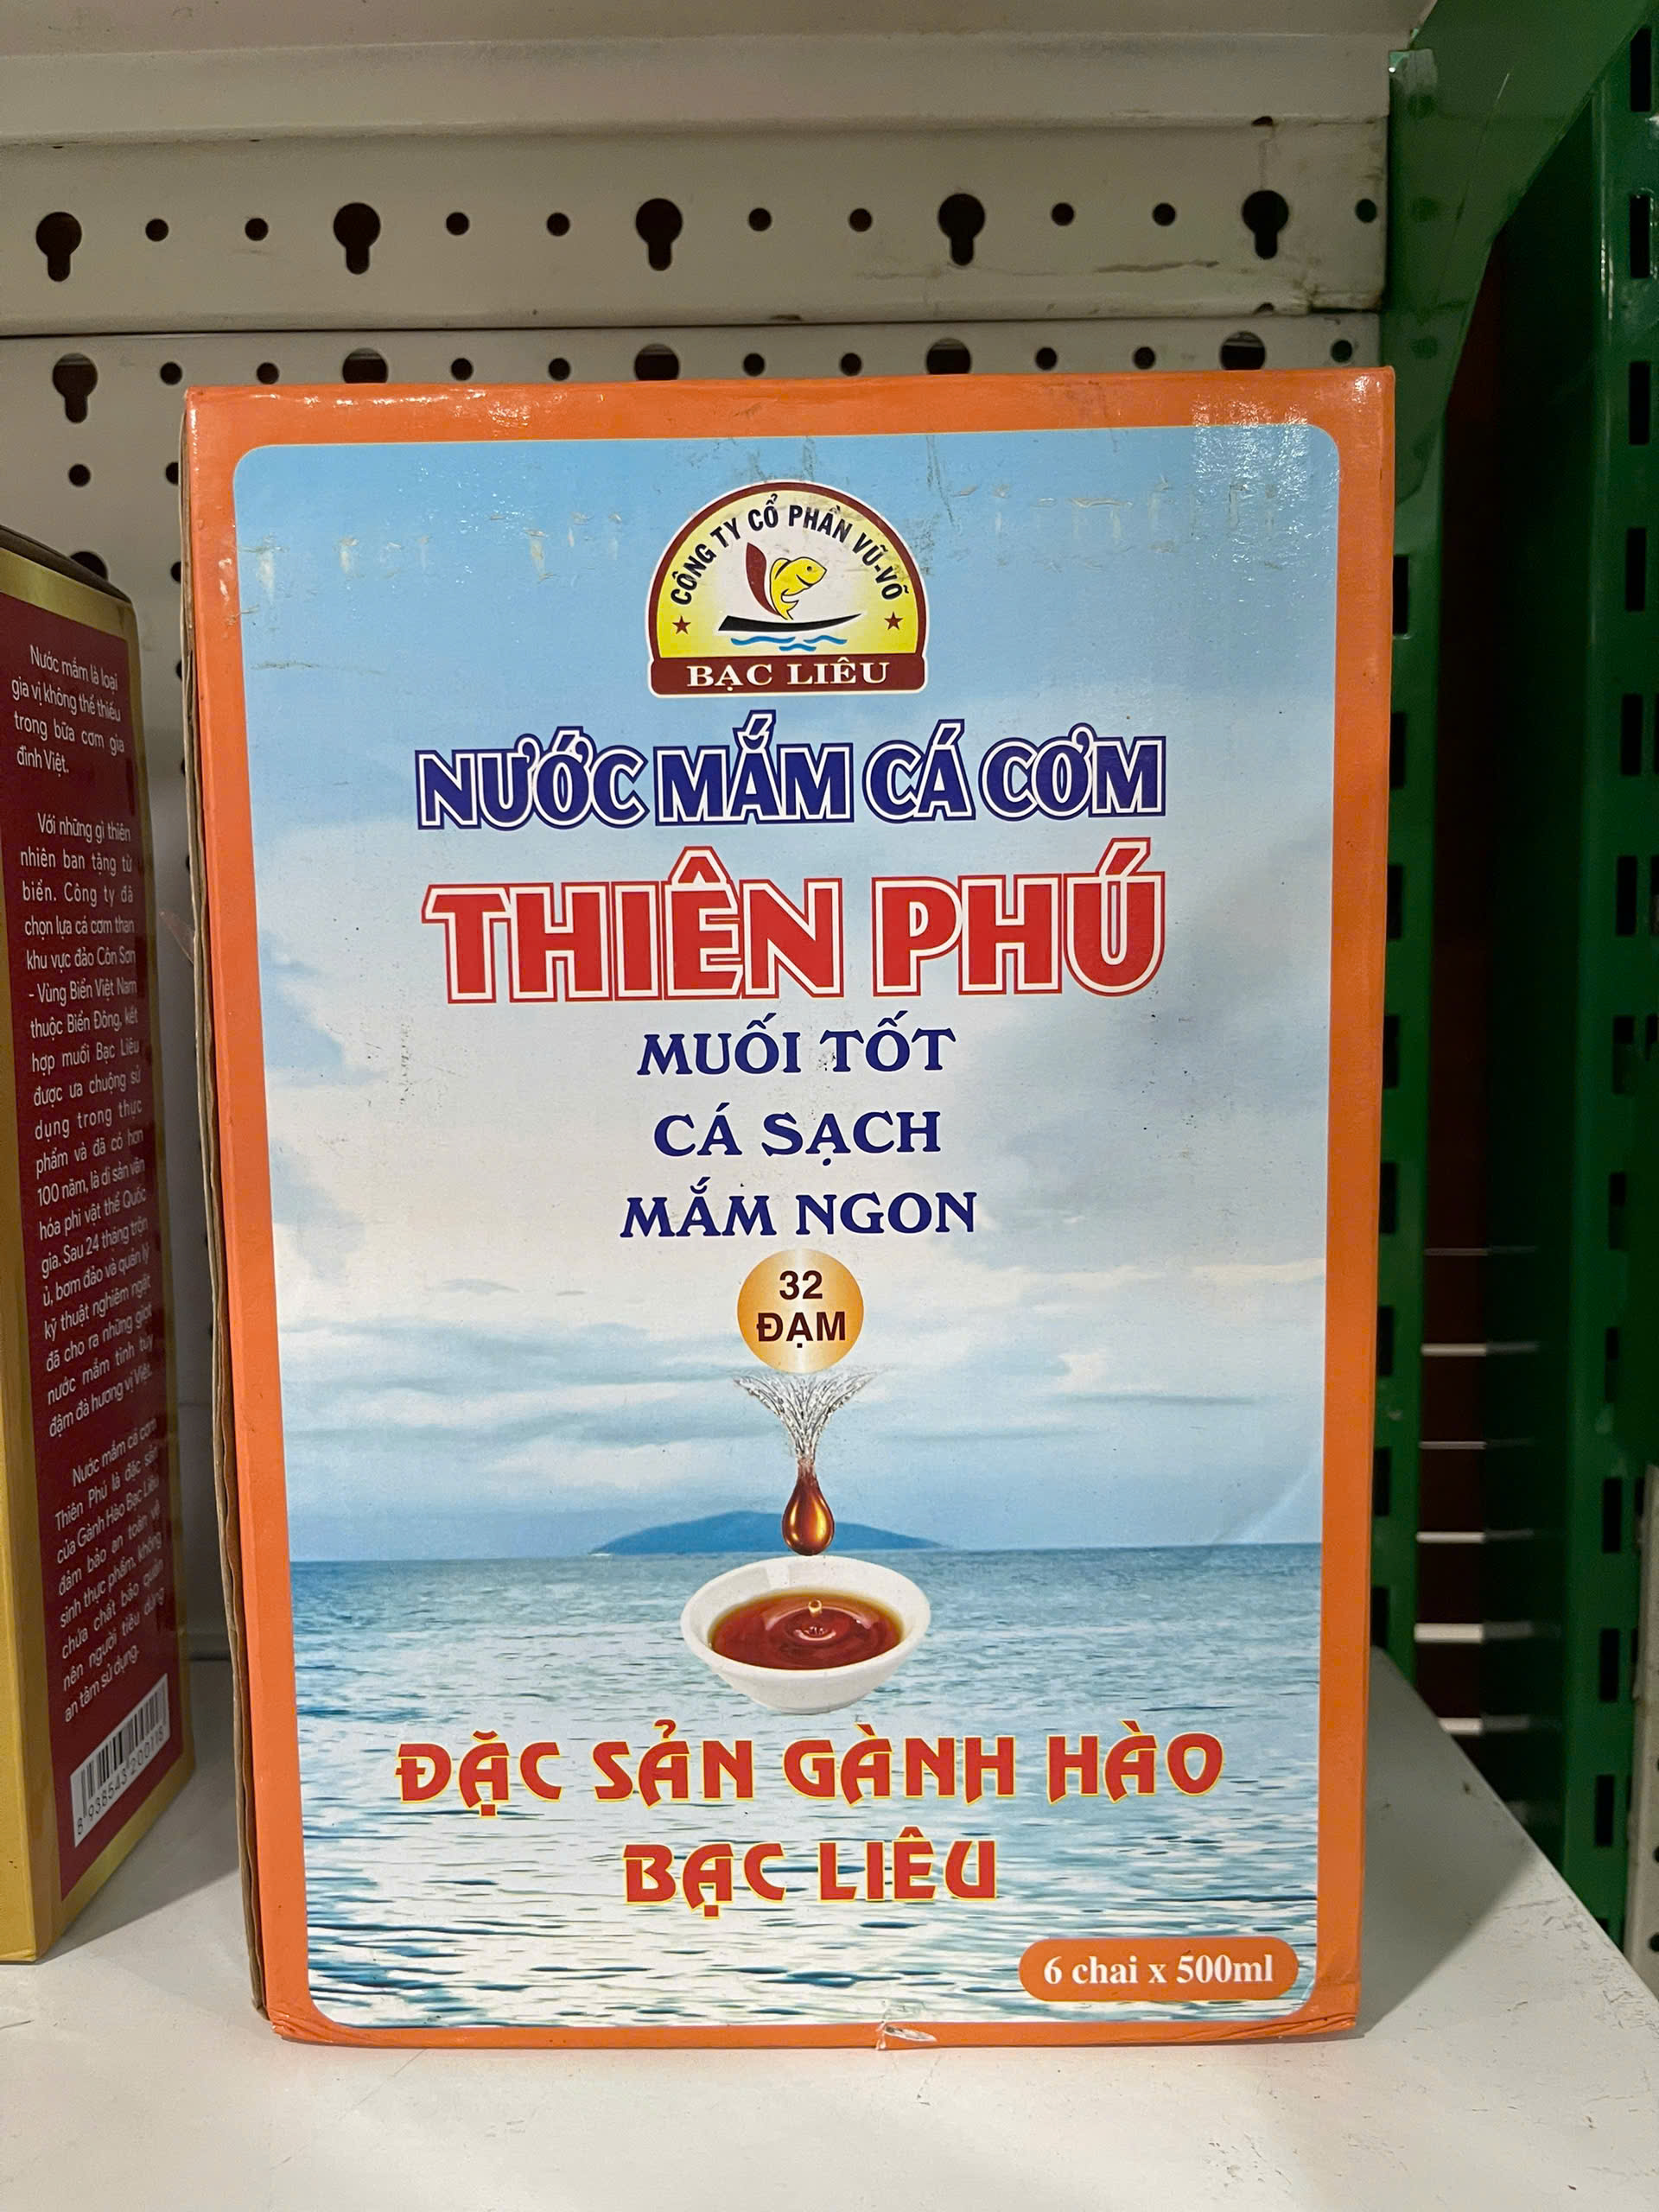 CÔNG TY CỔ PHẦN VŨ-VÕ
BẠC LIÊU
NƯỚC MẮM CÁ CƠM
THIÊN PHÚ
MUỐI TỐT
CÁ SẠCH
MẮM NGON
32
ĐẠM
ĐẶC SẢN GÀNH HÀO
BẠC LIÊU
6 chai x 500ml
Nước mắm là loại
gia vị không thể thiếu
trong bữa cơm gia
đình Việt.
Với những gì thiên
nhiên ban tặng từ
biển. Công ty đã
chọn lựa cá cơm than
khu vực đảo Côn Sơn
- Vùng Biển Việt Nam
thuộc Biển Đông, kết
hợp muối Bạc Liêu
được ưa chuộng sử
dụng trong thực
phẩm và đã có hơn
100 năm, là di sản văn
hóa phi vật thể Quốc
gia. Sau 24 tháng trộn
ủ, bơm đảo và quản lý
kỹ thuật nghiêm ngặt
đã cho ra những giọt
nước mắm tinh túy
đậm đà hương vị Việt.
Nước mắm cá cơm
Thiên Phú là đặc sản
của Gành Hào Bạc Liêu
đảm bảo an toàn vệ
sinh thực phẩm, không
chứa chất bảo quản
nên người tiêu dùng
an tâm sử dụng.
8 938543 200118